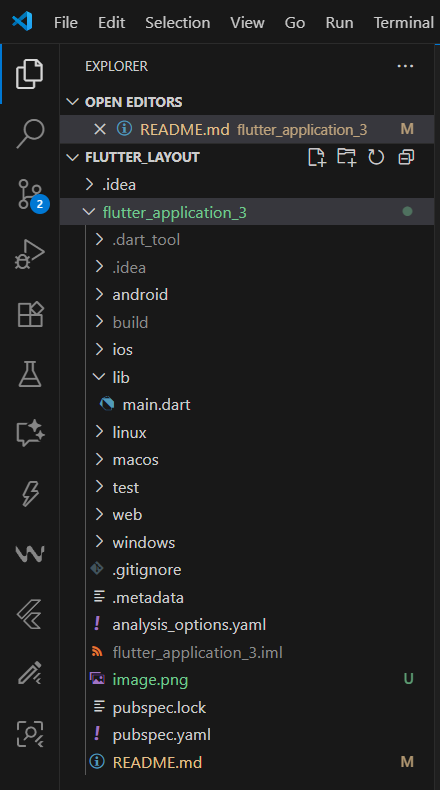 File Edit Selection View Go Run Terminal
EXPLORER ...
OPEN EDITORS
README.md flutter_application_3 M
FLUTTER_LAYOUT
.idea
2
flutter_application_3
.dart_tool
.idea
android
build
ios
lib
main.dart
linux
macos
test
web
windows
.gitignore
.metadata
! analysis_options.yaml
flutter_application_3.iml
image.png U
pubspec.lock
! pubspec.yaml
README.md M